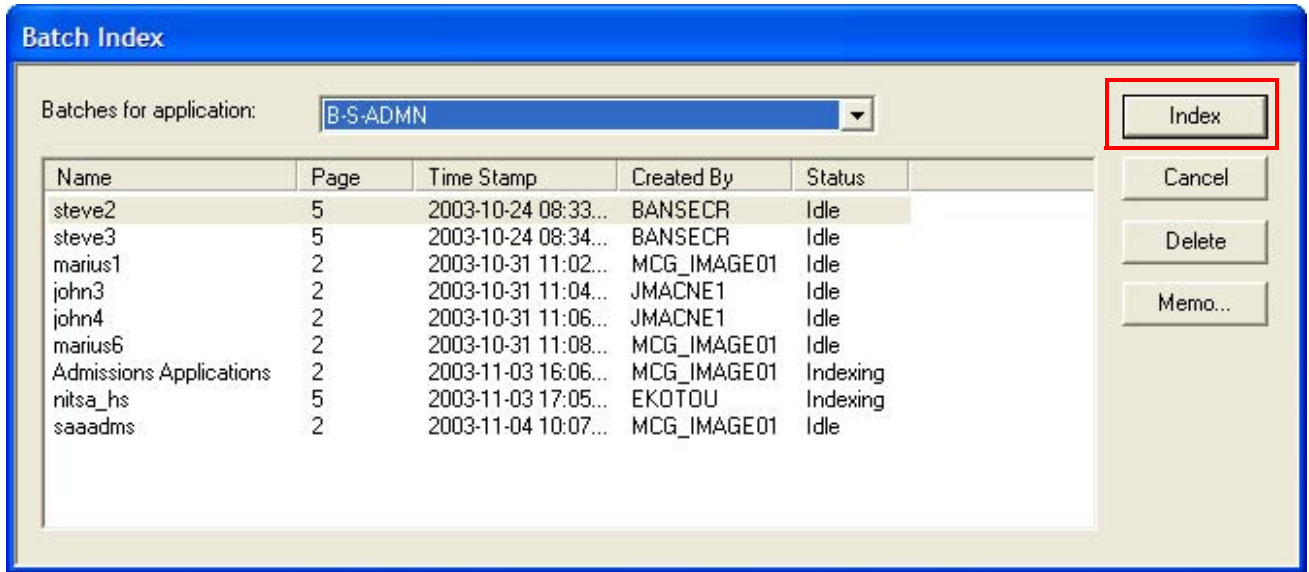 Batch Index
Batches for application: B-S-ADMN Index
Name Page Time Stamp Created By Status Cancel
steve2 5 2003-10-24 08:33... BANSECR Idle
steve3 5 2003-10-24 08:34... BANSECR Idle Delete
marius1 2 2003-10-31 11:02... MCG_IMAGE01 Idle
john3 2 2003-10-31 11:04... JMACNE1 Idle Memo...
john4 2 2003-10-31 11:06... JMACNE1 Idle
marius6 2 2003-10-31 11:08... MCG_IMAGE01 Idle
Admissions Applications 2 2003-11-03 16:06... MCG_IMAGE01 Indexing
nitsa_hs 5 2003-11-03 17:05... EKOTOU Indexing
saaadms 2 2003-11-04 10:07... MCG_IMAGE01 Idle